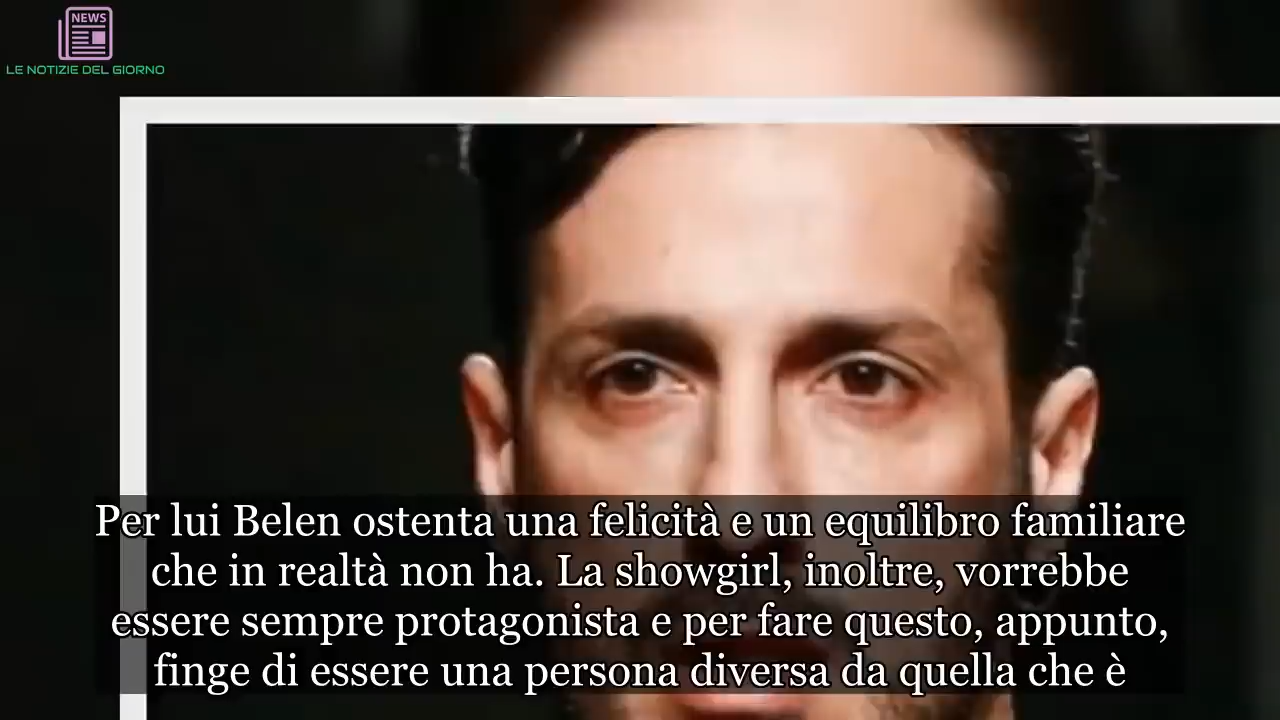 NEWS
LE NOTIZIE DEL GIORNO
Per lui Belen ostenta una felicità e un equilibro familiare
che in realtà non ha. La showgirl, inoltre, vorrebbe
essere sempre protagonista e per fare questo, appunto,
finge di essere una persona diversa da quella che è